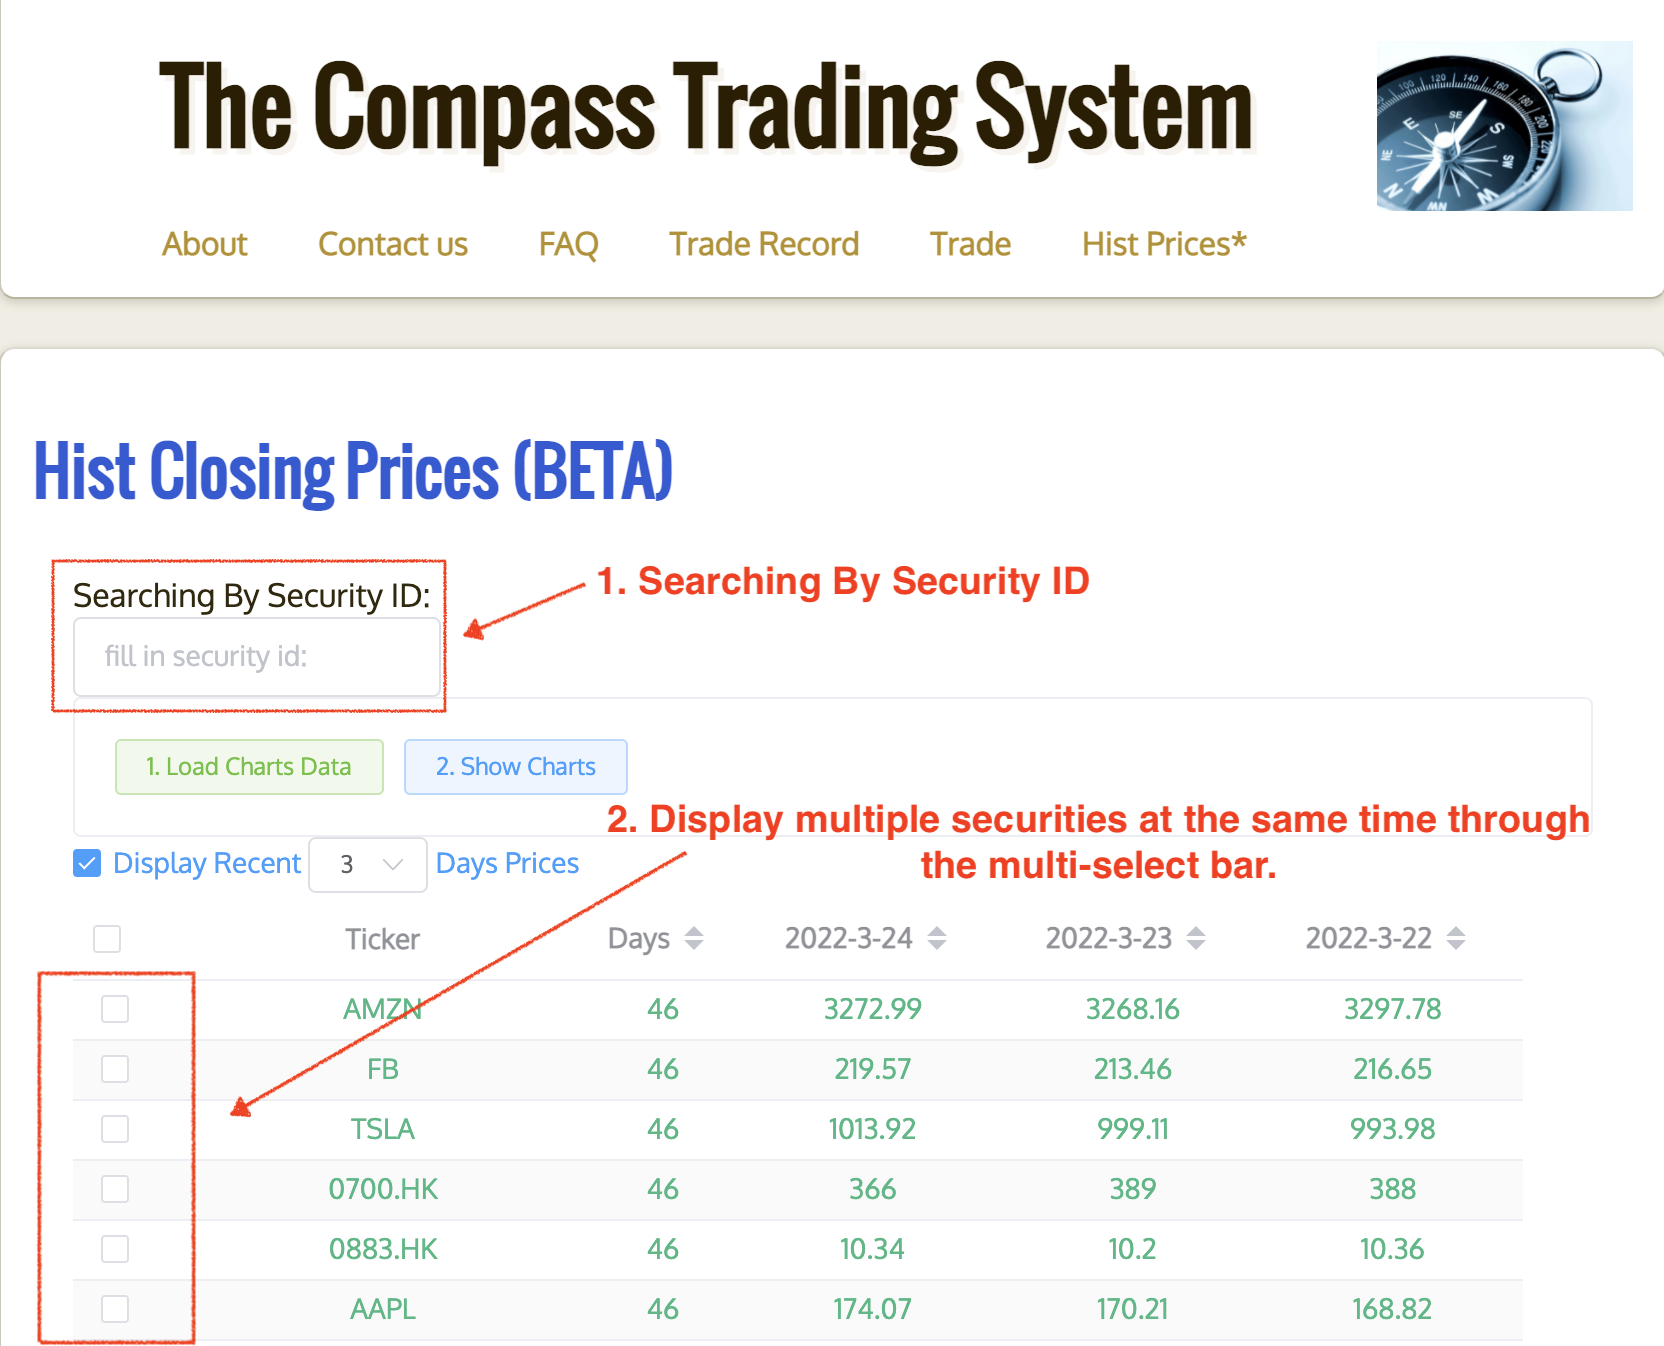 The Compass Trading System
About Contact us FAQ Trade Record Trade Hist Prices*
Hist Closing Prices (BETA)
Searching By Security ID:
1. Searching By Security ID
fill in security id:
1. Load Charts Data 2. Show Charts
2. Display multiple securities at the same time through
the multi-select bar.
Display Recent 3 Days Prices
Ticker Days 2022-3-24 2022-3-23 2022-3-22
AMZN 46 3272.99 3268.16 3297.78
FB 46 219.57 213.46 216.65
TSLA 46 1013.92 999.11 993.98
0700.HK 46 366 389 388
0883.HK 46 10.34 10.2 10.36
AAPL 46 174.07 170.21 168.82